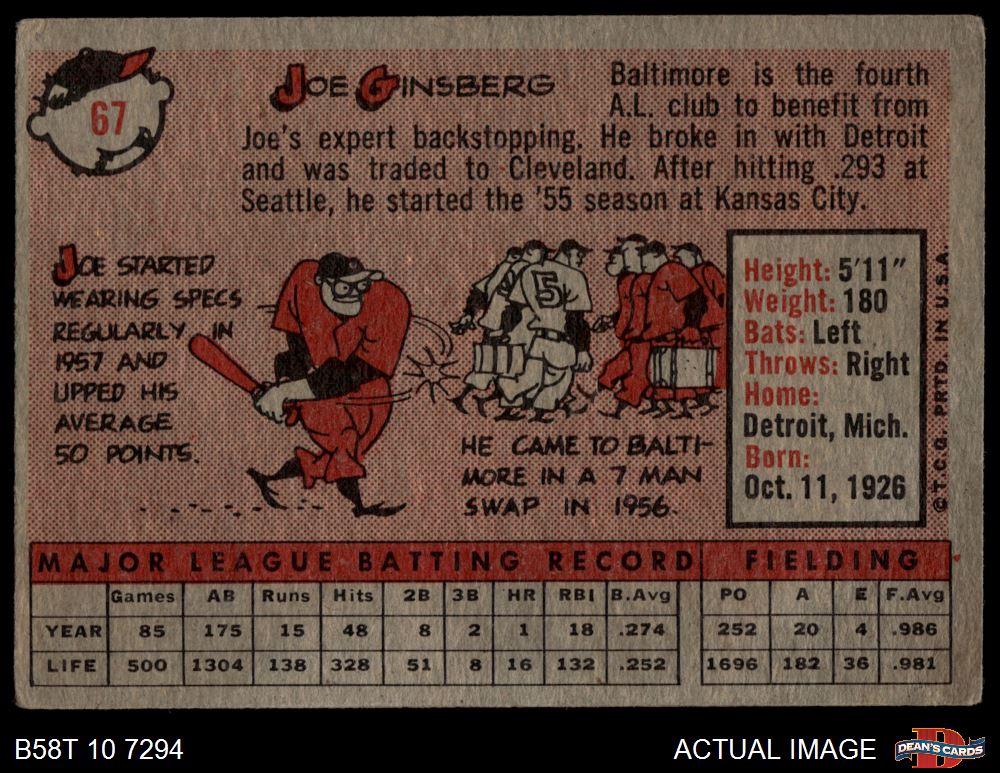 67
JOE GINSBERG
Baltimore is the fourth
A.L. club to benefit from
Joe's expert backstopping. He broke in with Detroit
and was traded to Cleveland. After hitting .293 at
Seattle, he started the '55 season at Kansas City.
JOE STARTED
WEARING SPECS
REGULARLY IN
1957 AND
UPPED HIS
AVERAGE
50 POINTS.
5
HE CAME TO BALTI-
MORE IN A 7 MAN
SWAP IN 1956.
Height: 5'11"
Weight: 180
Bats: Left
Throws: Right
Home:
Detroit, Mich.
Born:
Oct. 11, 1926
© T.C.G. PRTD. IN U.S.A.
MAJOR LEAGUE BATTING RECORD FIELDING
Games AB Runs Hits 2B 3B HR RBI B.Avg PO A E F.Avg
YEAR 85 175 15 48 8 2 1 18 .274 252 20 4 .986
LIFE 500 1304 138 328 51 8 16 132 .252 1696 182 36 .981
B58T 10 7294
ACTUAL IMAGE
D
DEAN'S CARDS